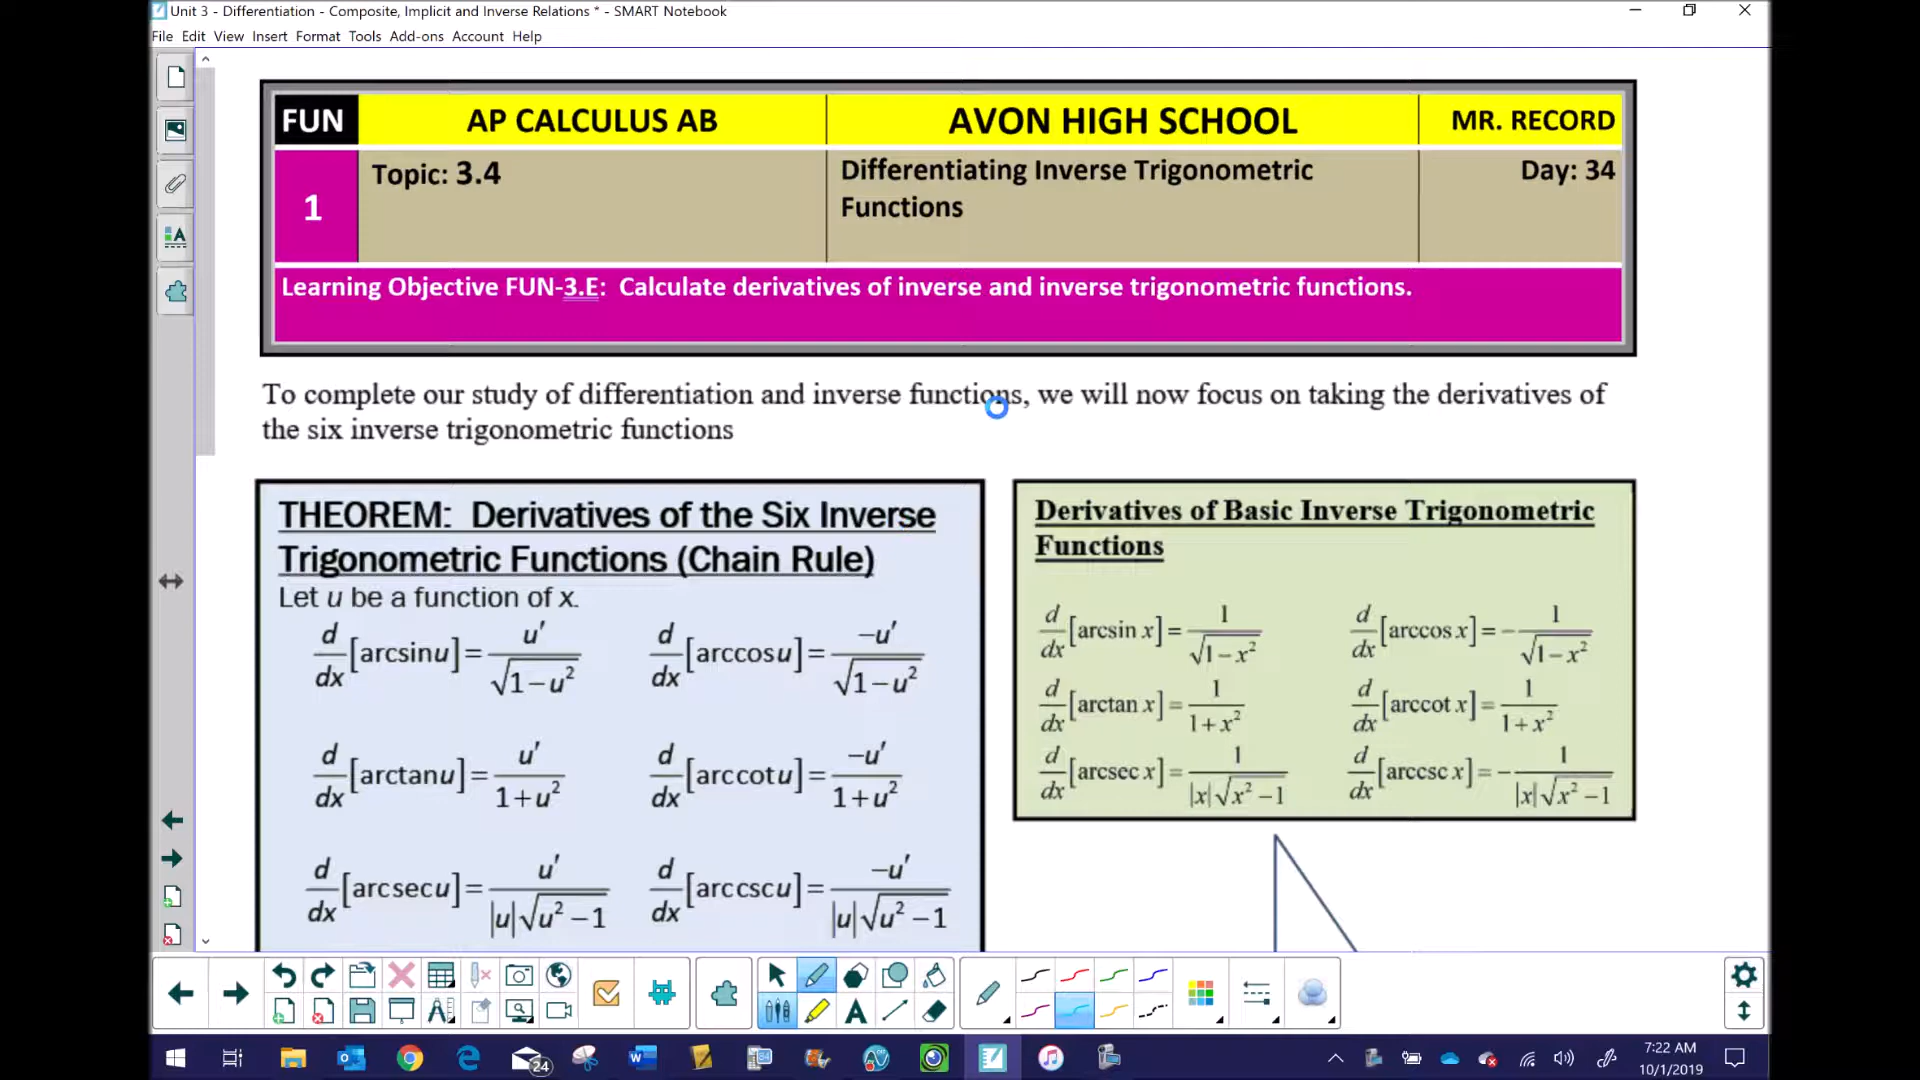 Unit 3 - Differentiation - Composite, Implicit and Inverse Relations * - SMART Notebook
File Edit View Insert Format Tools Add-ons Account Help
FUN AP CALCULUS AB AVON HIGH SCHOOL MR. RECORD
1 Topic: 3.4 Differentiating Inverse Trigonometric Functions Day: 34
Learning Objective FUN-3.E: Calculate derivatives of inverse and inverse trigonometric functions.
To complete our study of differentiation and inverse functions, we will now focus on taking the derivatives of
the six inverse trigonometric functions
THEOREM: Derivatives of the Six Inverse
Trigonometric Functions (Chain Rule)
Let u be a function of x.
d/dx [arcsinu] = u′/√(1−u²) d/dx [arccosu] = −u′/√(1−u²)
d/dx [arctanu] = u′/(1+u²) d/dx [arccotu] = −u′/(1+u²)
d/dx [arcsecu] = u′/(|u|√(u²−1)) d/dx [arccscu] = −u′/(|u|√(u²−1))
Derivatives of Basic Inverse Trigonometric
Functions
d/dx [arcsin x] = 1/√(1−x²) d/dx [arccos x] = −1/√(1−x²)
d/dx [arctan x] = 1/(1+x²) d/dx [arccot x] = 1/(1+x²)
d/dx [arcsec x] = 1/(|x|√(x²−1)) d/dx [arccsc x] = −1/(|x|√(x²−1))
24
7:22 AM
10/1/2019